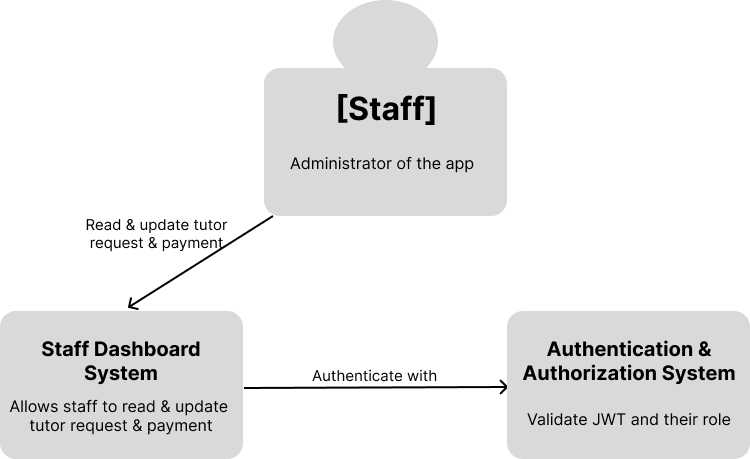 [Staff]
Administrator of the app
Read & update tutor
request & payment
Staff Dashboard
System
Allows staff to read & update
tutor request & payment
Authenticate with
Authentication &
Authorization System
Validate JWT and their role